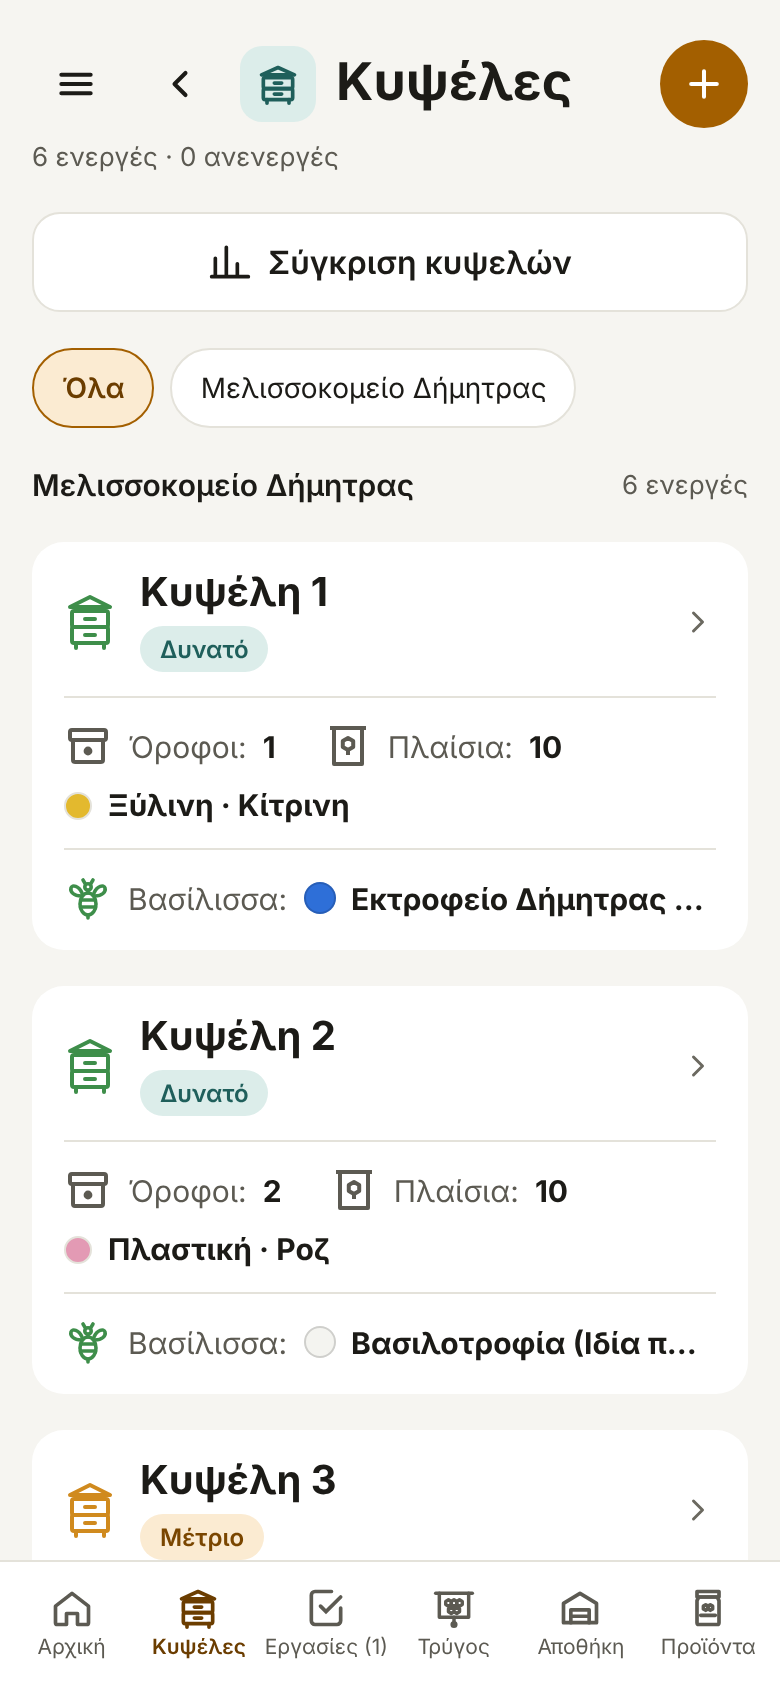 Κυψέλες
6 ενεργές · 0 ανενεργές
Σύγκριση κυψελών
Όλα
Μελισσοκομείο Δήμητρας
Μελισσοκομείο Δήμητρας
6 ενεργές
Κυψέλη 1
Δυνατό
Όροφοι: 1
Πλαίσια: 10
Ξύλινη · Κίτρινη
Βασίλισσα: Εκτροφείο Δήμητρας ...
Κυψέλη 2
Δυνατό
Όροφοι: 2
Πλαίσια: 10
Πλαστική · Ροζ
Βασίλισσα: Βασιλοτροφία (Ιδία π...
Κυψέλη 3
Μέτριο
Αρχική
Κυψέλες
Εργασίες (1)
Τρύγος
Αποθήκη
Προϊόντα